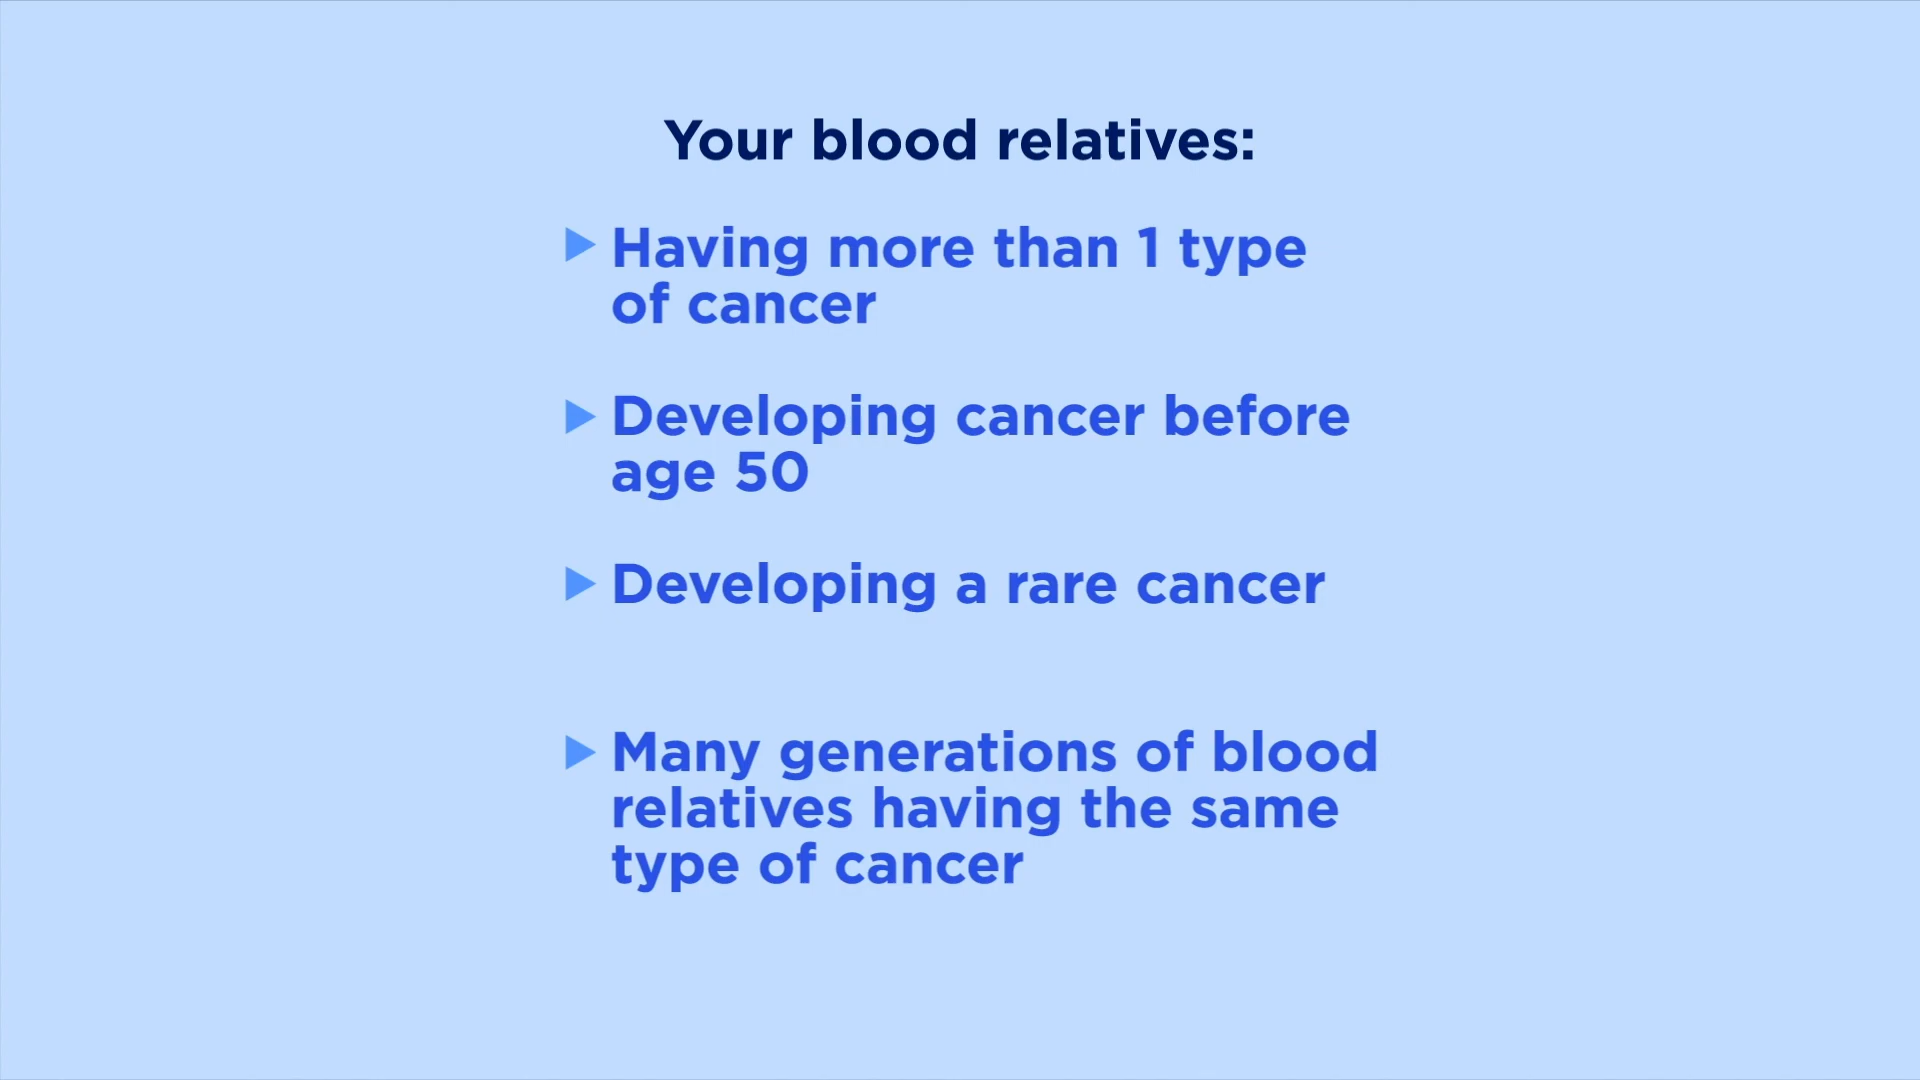 Your blood relatives:
Having more than 1 type
of cancer
Developing cancer before
age 50
Developing a rare cancer
Many generations of blood
relatives having the same
type of cancer